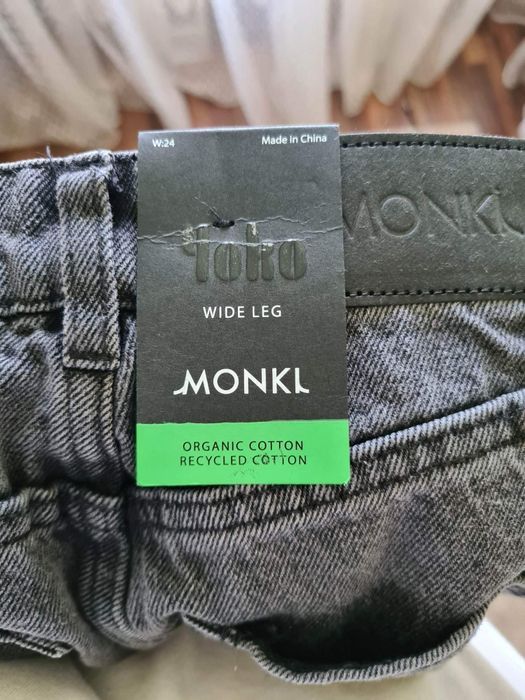 W:24 Made in China
Yoko
WIDE LEG
MONKI
ORGANIC COTTON
RECYCLED COTTON
MONKI